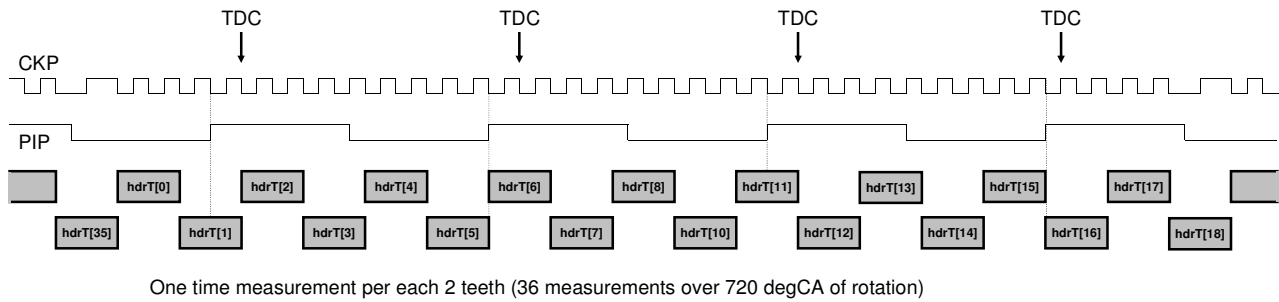 TDC TDC TDC TDC
CKP
PIP
hdrT[0] hdrT[2] hdrT[4] hdrT[6] hdrT[8] hdrT[11] hdrT[13] hdrT[15] hdrT[17]
hdrT[35] hdrT[1] hdrT[3] hdrT[5] hdrT[7] hdrT[10] hdrT[12] hdrT[14] hdrT[16] hdrT[18]
One time measurement per each 2 teeth (36 measurements over 720 degCA of rotation)